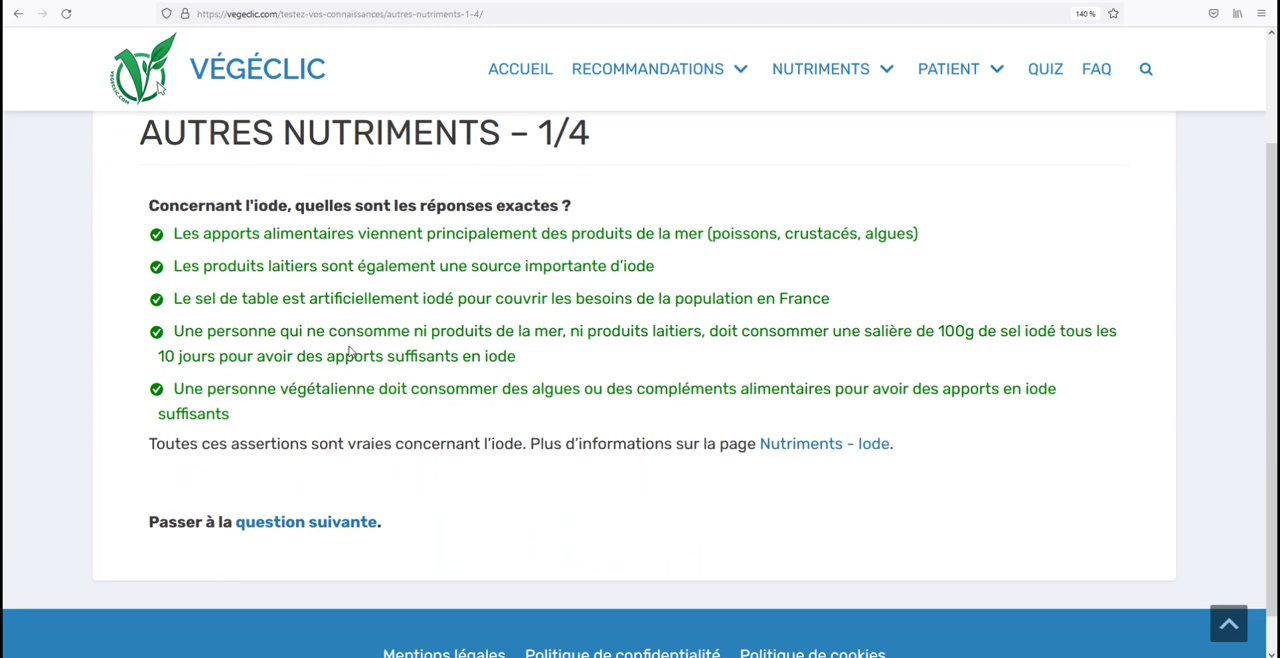 https://vegeclic.com/testez-vos-connaissances/autres-nutriments-1-4/
140 %
VÉGÉCLIC
ACCUEIL RECOMMANDATIONS NUTRIMENTS PATIENT QUIZ FAQ
AUTRES NUTRIMENTS – 1/4
Concernant l'iode, quelles sont les réponses exactes ?
Les apports alimentaires viennent principalement des produits de la mer (poissons, crustacés, algues)
Les produits laitiers sont également une source importante d’iode
Le sel de table est artificiellement iodé pour couvrir les besoins de la population en France
Une personne qui ne consomme ni produits de la mer, ni produits laitiers, doit consommer une salière de 100g de sel iodé tous les
10 jours pour avoir des apports suffisants en iode
Une personne végétalienne doit consommer des algues ou des compléments alimentaires pour avoir des apports en iode
suffisants
Toutes ces assertions sont vraies concernant l’iode. Plus d’informations sur la page Nutriments - Iode.
Passer à la question suivante.
Mentions légales Politique de confidentialité Politique de cookies